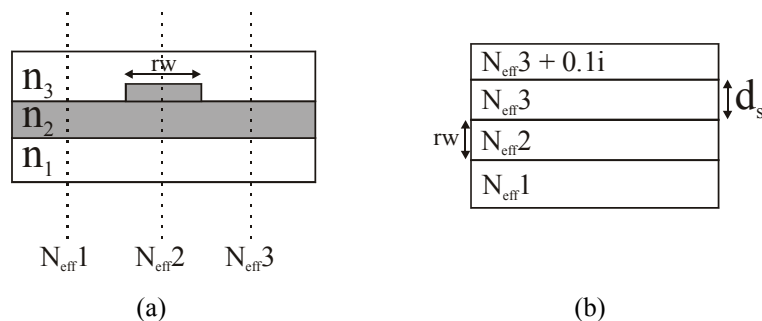 rw
n₃
n₂
n₁
Nₑff1 Nₑff2 Nₑff3
(a)
Nₑff3 + 0.1i
Nₑff3
dₛ
rw
Nₑff2
Nₑff1
(b)